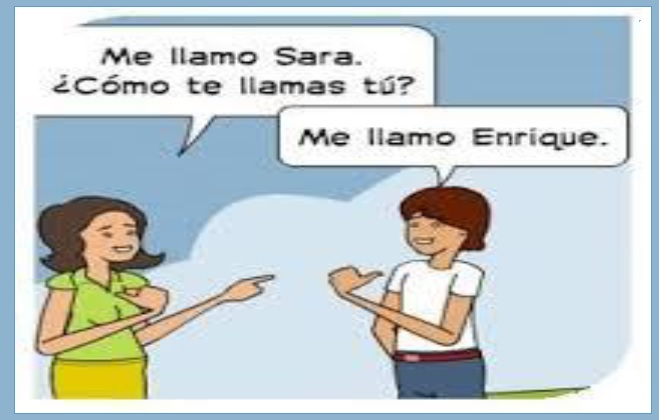 Me llamo Sara.
¿Cómo te llamas tú?
Me llamo Enrique.